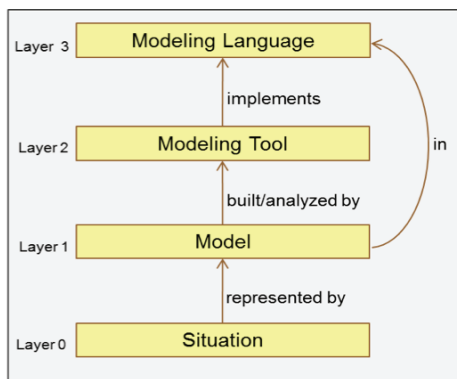 Layer 3 Modeling Language
implements
Layer 2 Modeling Tool
in
built/analyzed by
Layer 1 Model
represented by
Layer 0 Situation